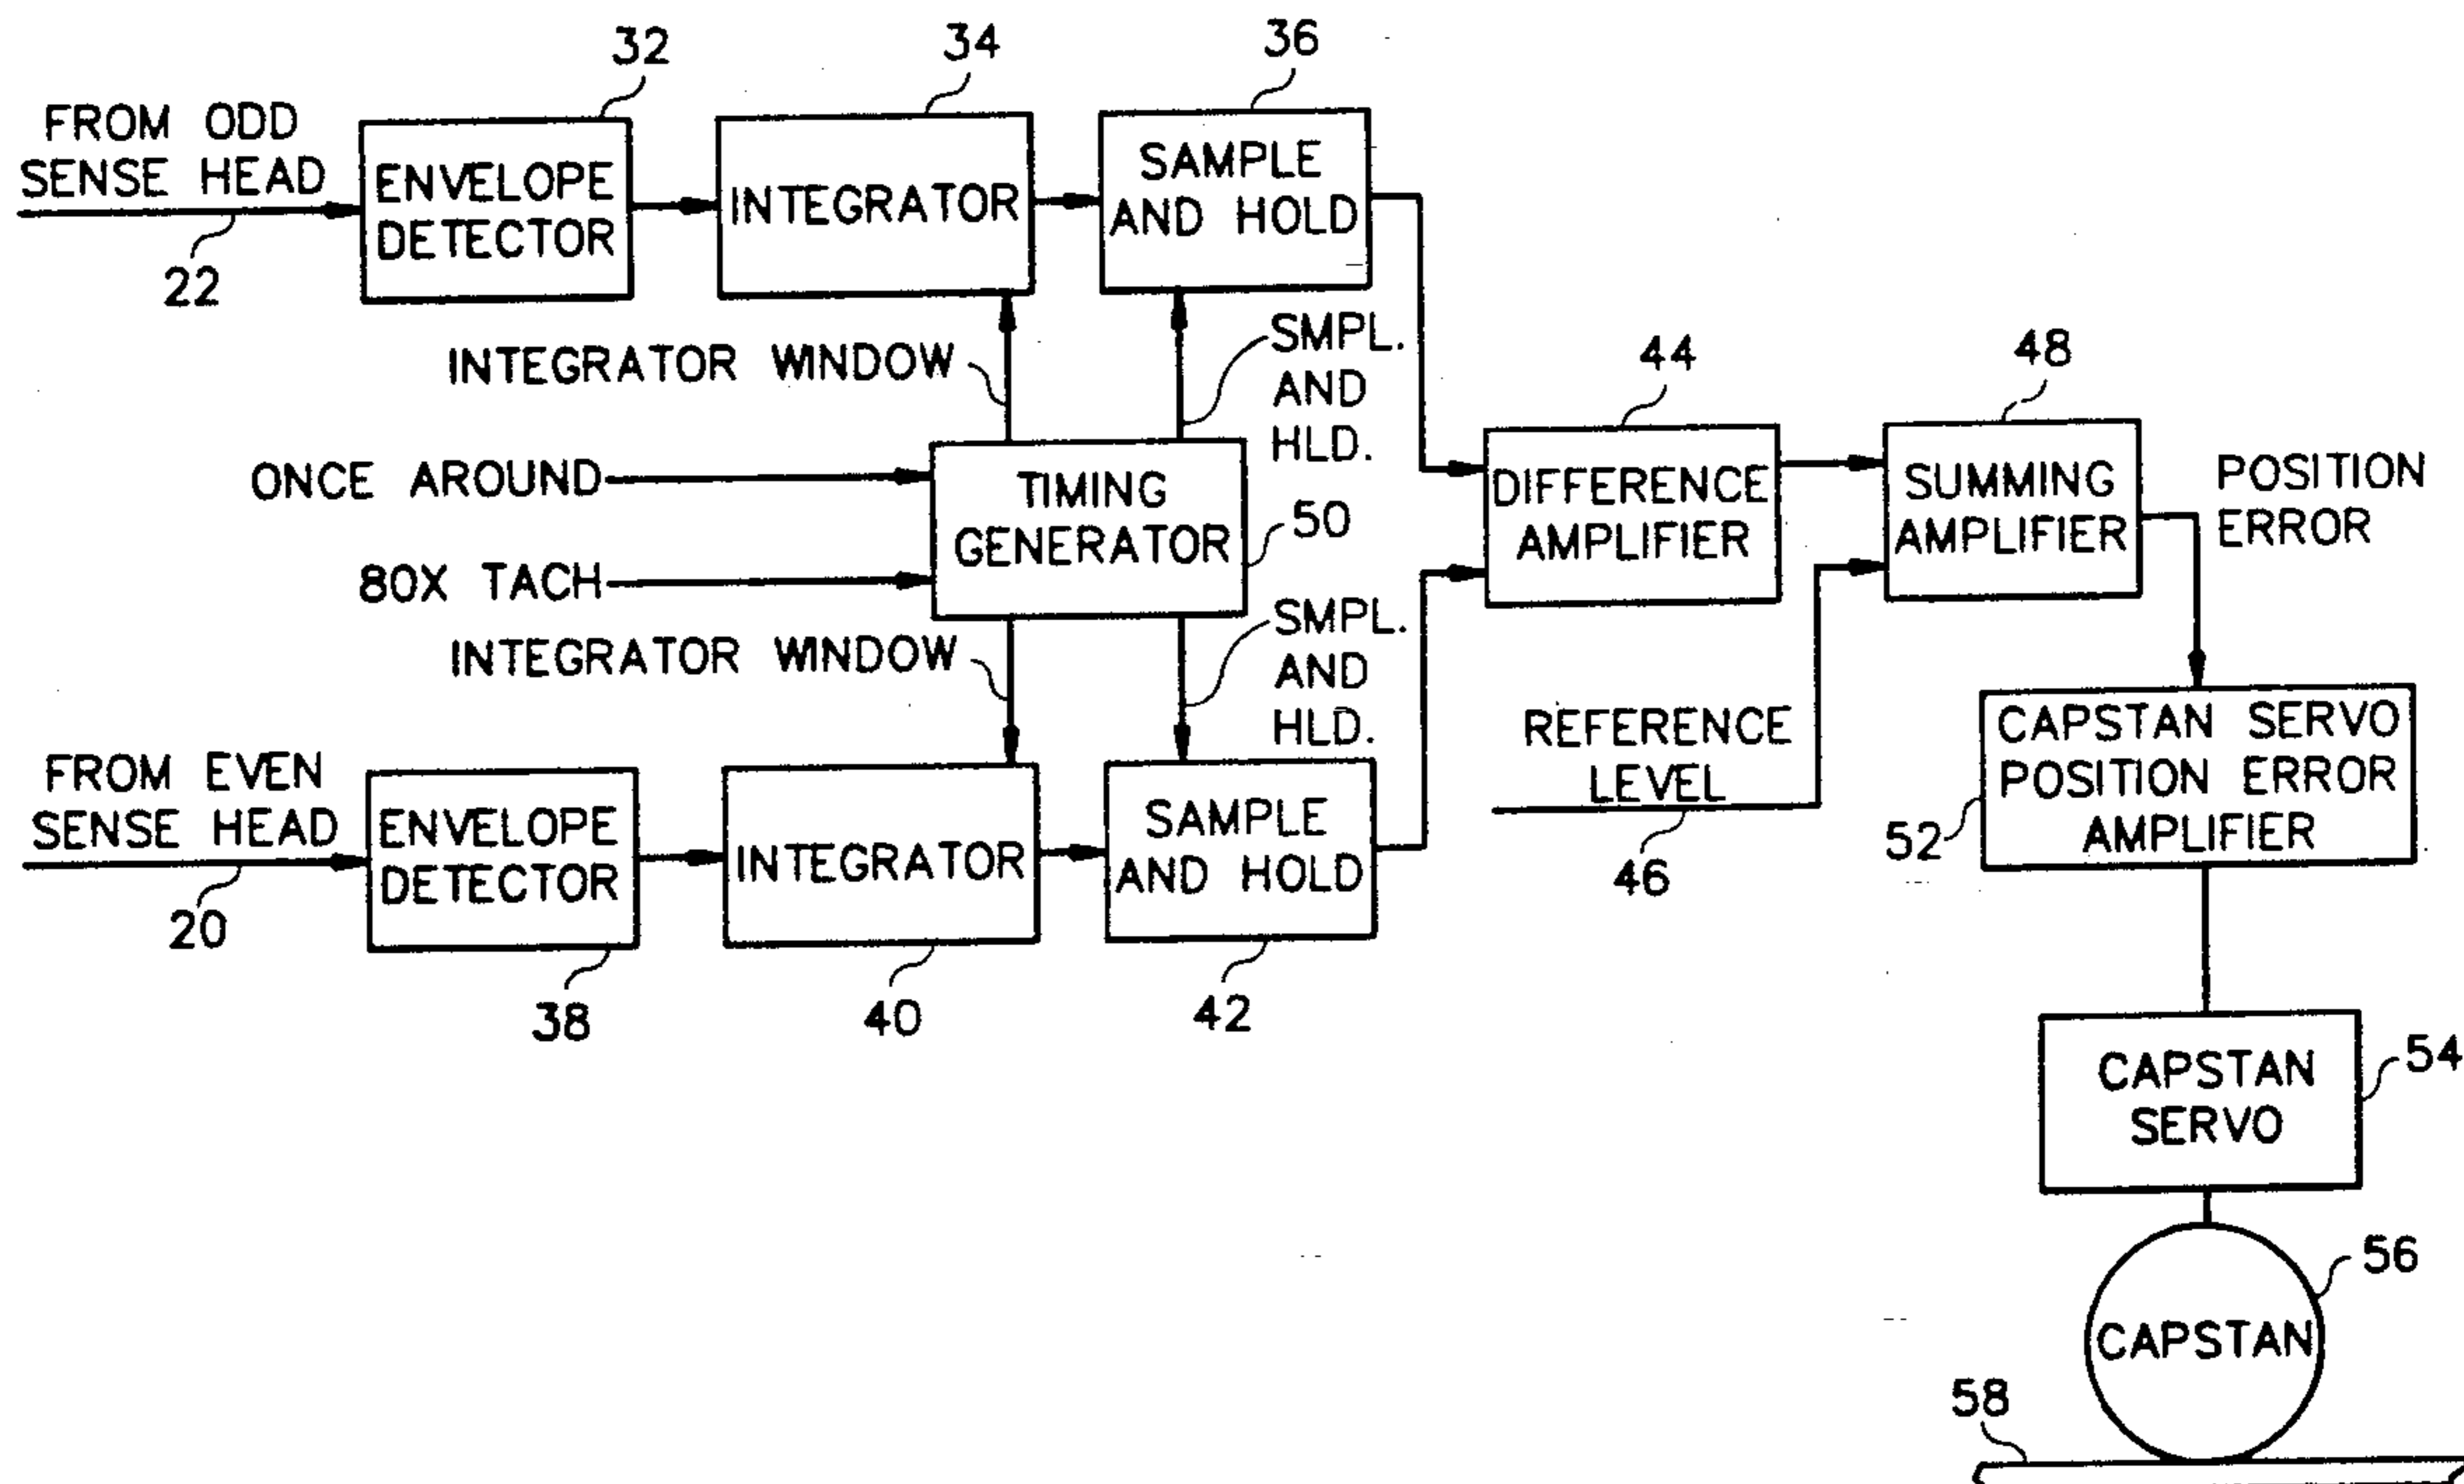 32
34
36
FROM ODD
SENSE HEAD
22
ENVELOPE
DETECTOR
INTEGRATOR
SAMPLE
AND HOLD
INTEGRATOR WINDOW
SMPL.
AND
HLD.
ONCE AROUND
80X TACH
TIMING
GENERATOR
50
INTEGRATOR WINDOW
SMPL.
AND
HLD.
44
DIFFERENCE
AMPLIFIER
48
SUMMING
AMPLIFIER
POSITION
ERROR
REFERENCE
LEVEL
46
FROM EVEN
SENSE HEAD
20
ENVELOPE
DETECTOR
38
INTEGRATOR
40
SAMPLE
AND HOLD
42
CAPSTAN SERVO
POSITION ERROR
AMPLIFIER
52
CAPSTAN
SERVO
54
CAPSTAN
56
58